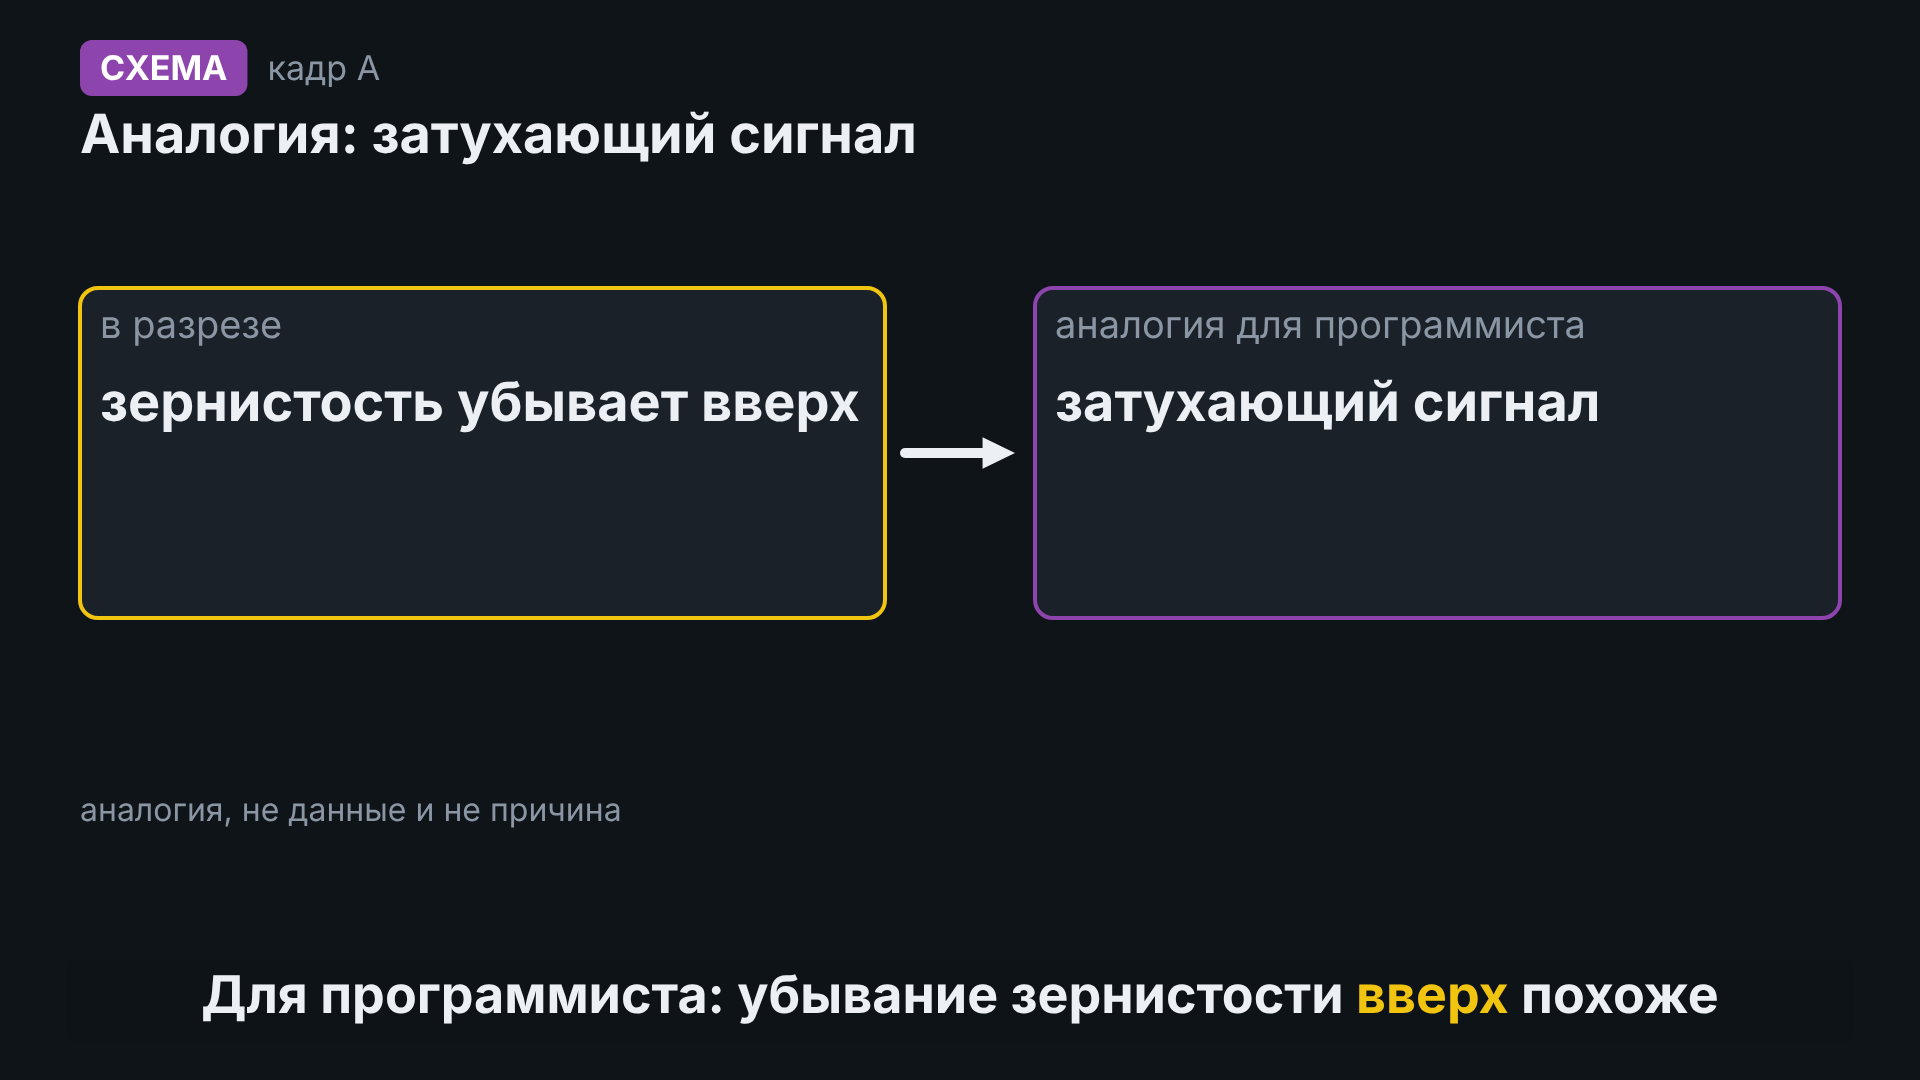 СХЕМА кадр А
Аналогия: затухающий сигнал
в разрезе
зернистость убывает вверх
аналогия для программиста
затухающий сигнал
аналогия, не данные и не причина
Для программиста: убывание зернистости вверх похоже